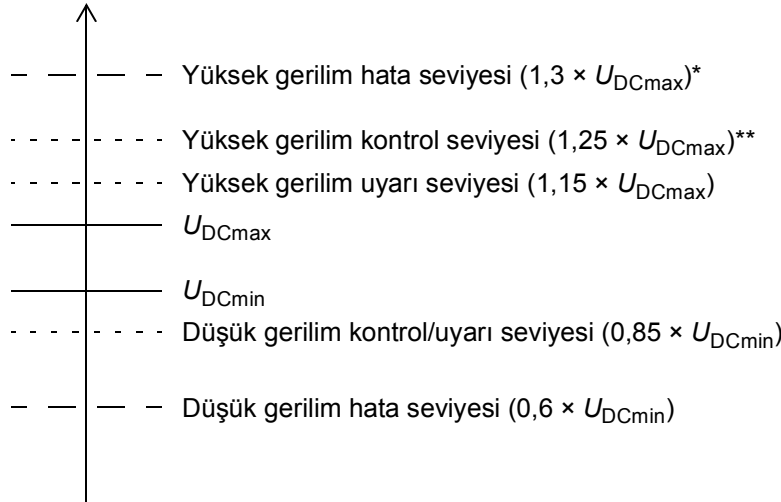 Yüksek gerilim hata seviyesi (1,3 × UDCmax)*
Yüksek gerilim kontrol seviyesi (1,25 × UDCmax)**
Yüksek gerilim uyarı seviyesi (1,15 × UDCmax)
UDCmax
UDCmin
Düşük gerilim kontrol/uyarı seviyesi (0,85 × UDCmin)
Düşük gerilim hata seviyesi (0,6 × UDCmin)